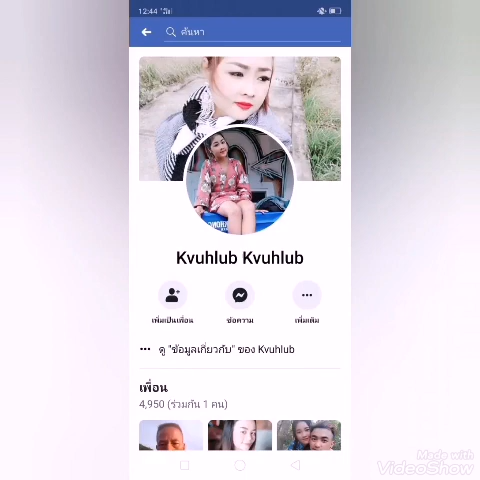 12:44
ค้นหา
Kvuhlub Kvuhlub
เพิ่มเป็นเพื่อน
ข้อความ
เพิ่มเติม
ดู "ข้อมูลเกี่ยวกับ" ของ Kvuhlub
เพื่อน
4,950 (ร่วมกัน 1 คน)
Made with
VideoShow